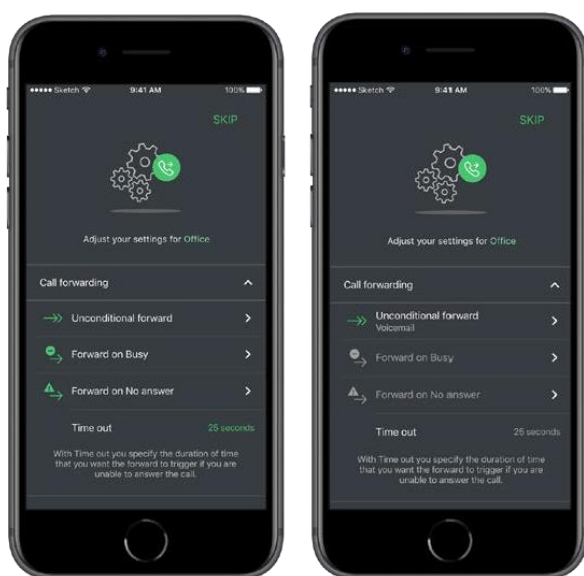 Sketch 9:41 AM 100%
SKIP
Adjust your settings for Office
Call forwarding
Unconditional forward
Forward on Busy
Forward on No answer
Time out 25 seconds
With Time out you specify the duration of time
that you want the forward to trigger if you are
unable to answer the call.
Sketch 9:41 AM 100%
SKIP
Adjust your settings for Office
Call forwarding
Unconditional forward
Voicemail
Forward on Busy
Forward on No answer
Time out 25 seconds
With Time out you specify the duration of time
that you want the forward to trigger if you are
unable to answer the call.